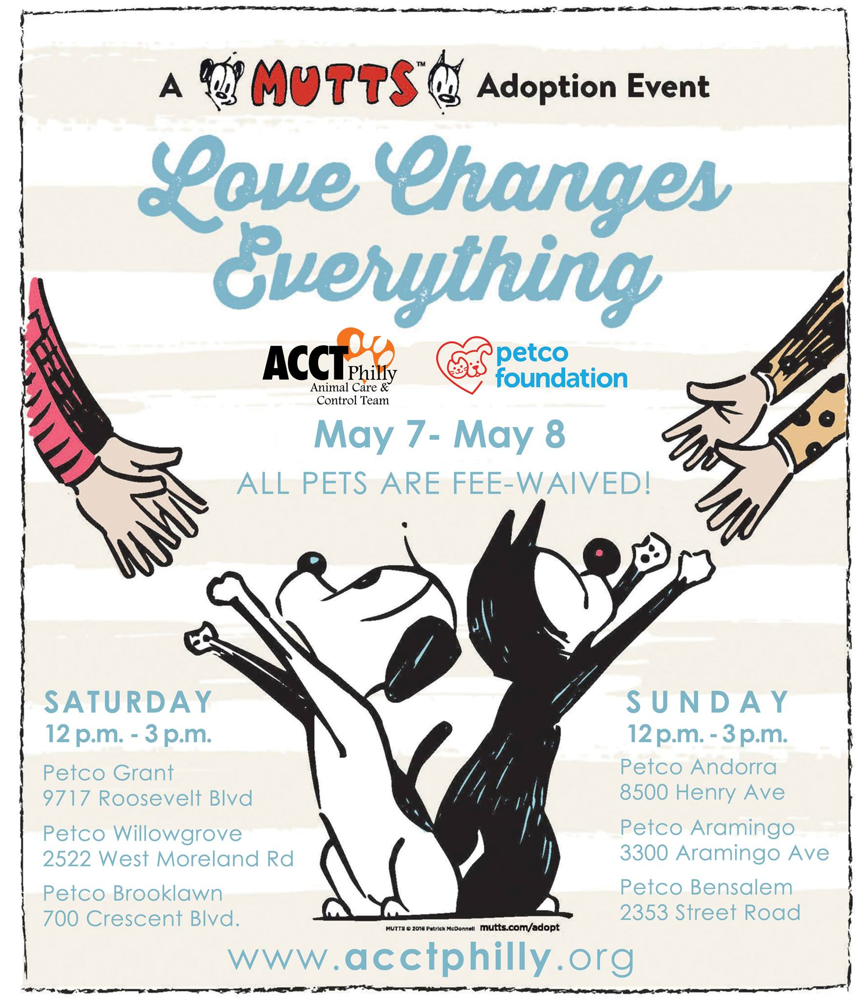 A MUTTS™ Adoption Event
Love Changes
Everything
ACCT Philly
Animal Care &
Control Team
petco
foundation
May 7- May 8
ALL PETS ARE FEE-WAIVED!
SATURDAY
12 p.m. - 3 p.m.
Petco Grant
9717 Roosevelt Blvd
Petco Willowgrove
2522 West Moreland Rd
Petco Brooklawn
700 Crescent Blvd.
SUNDAY
12 p.m. - 3 p.m.
Petco Andorra
8500 Henry Ave
Petco Aramingo
3300 Aramingo Ave
Petco Bensalem
2353 Street Road
MUTTS © 2016 Patrick McDonnell mutts.com/adopt
www.acctphilly.org